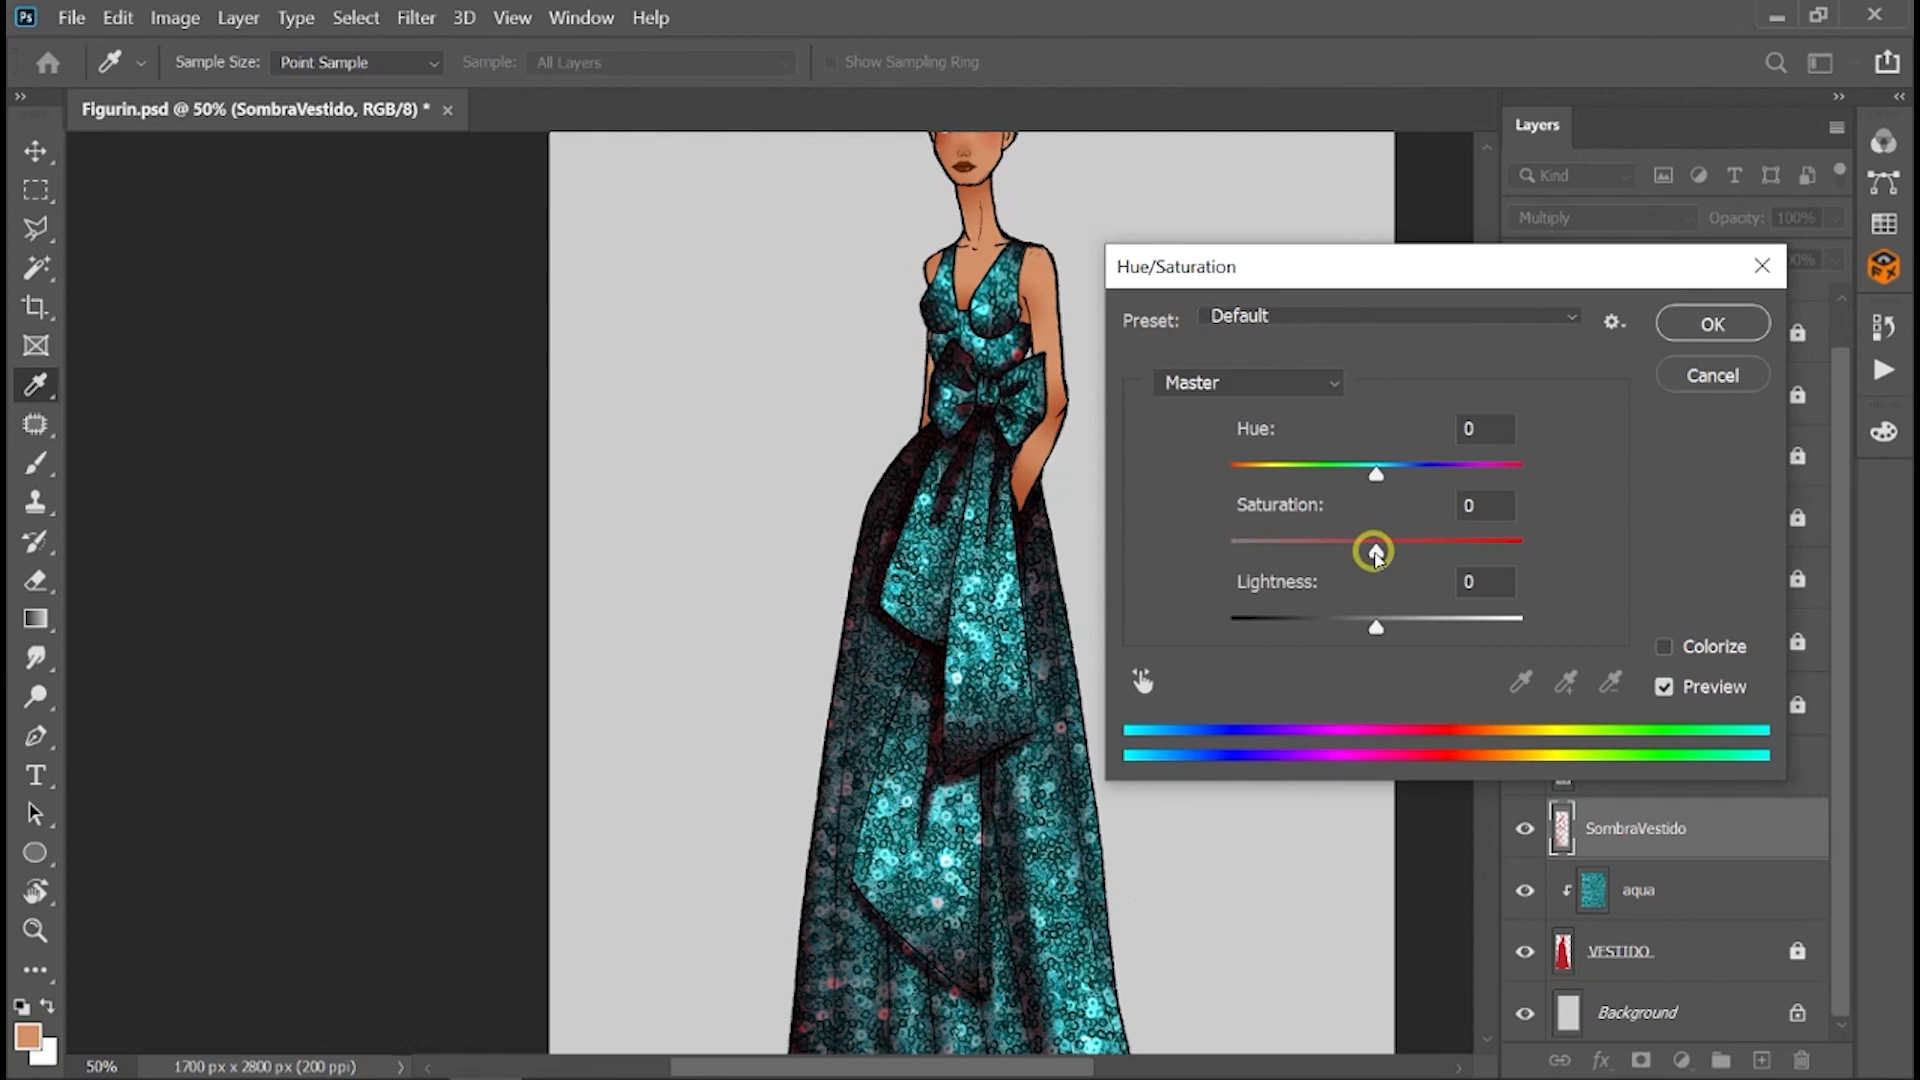 Ps File Edit Image Layer Type Select Filter 3D View Window Help
Sample Size: Point Sample Sample: All Layers Show Sampling Ring
Figurin.psd @ 50% (SombraVestido, RGB/8) *
Layers
Kind
Multiply Opacity: 100%
Hue/Saturation
Preset: Default
OK
Master
Cancel
Hue: 0
Saturation: 0
Lightness: 0
Colorize
Preview
SombraVestido
aqua
VESTIDO
Background
50% 1700 px x 2800 px (200 ppi)